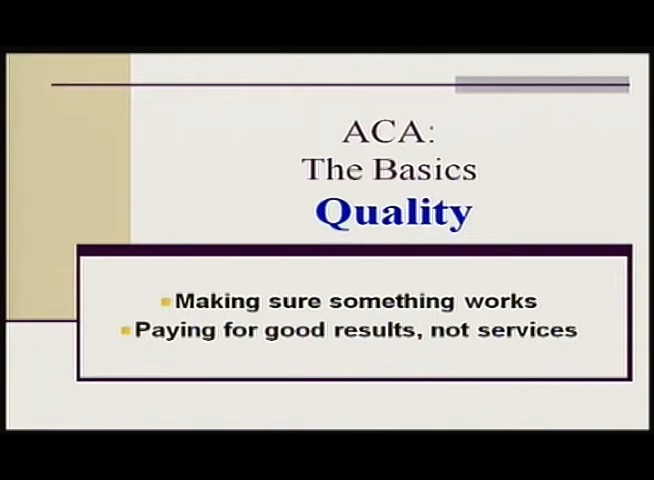 ACA:
The Basics
Quality
Making sure something works
Paying for good results, not services